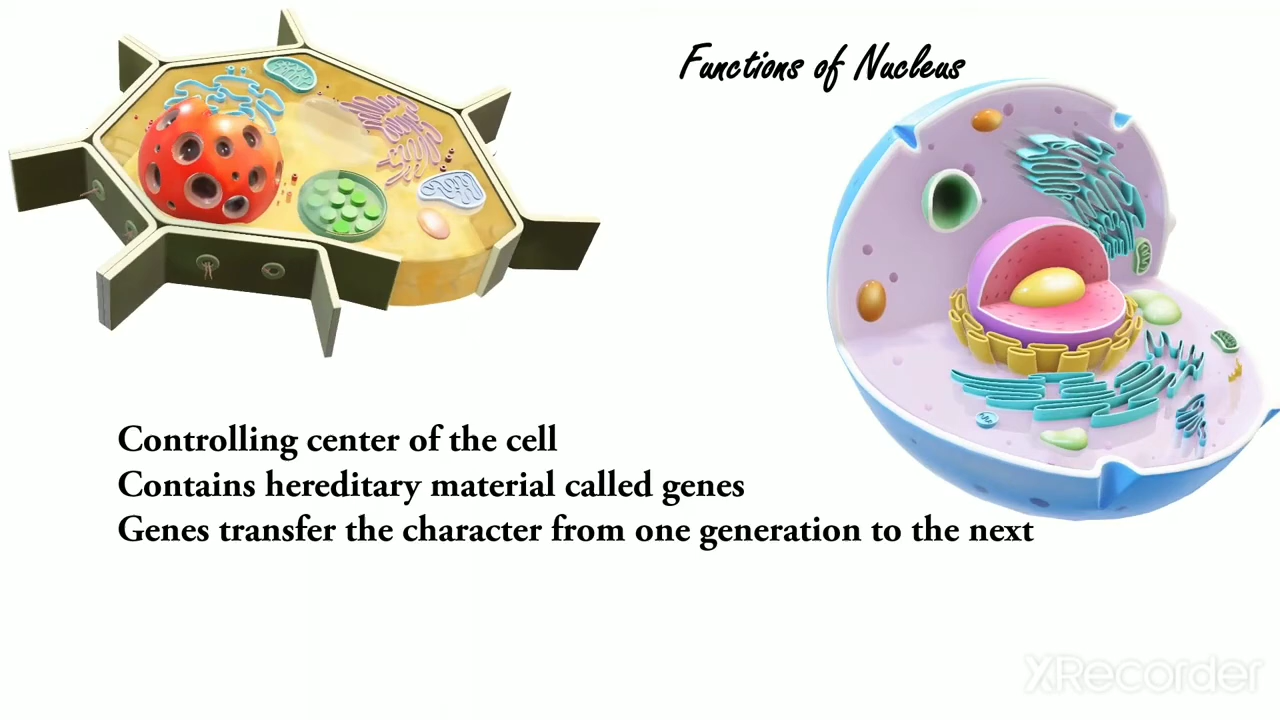 Functions of Nucleus
Controlling center of the cell
Contains hereditary material called genes
Genes transfer the character from one generation to the next
XRecorder